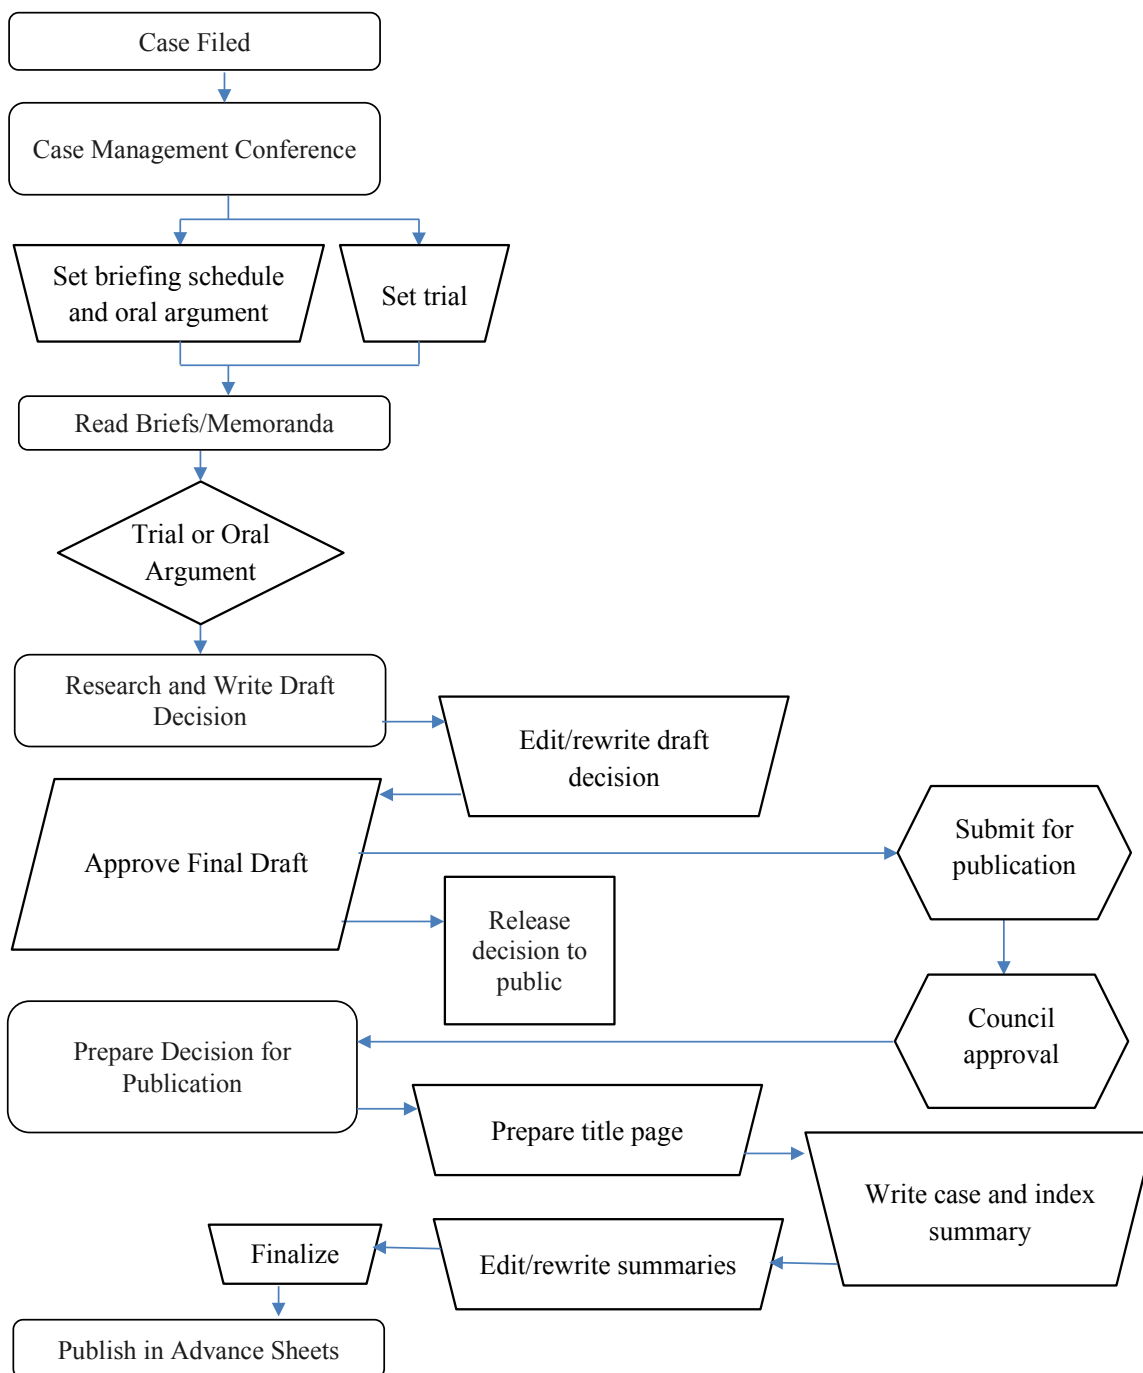 Case Filed
Case Management Conference
Set briefing schedule
and oral argument
Set trial
Read Briefs/Memoranda
Trial or Oral
Argument
Research and Write Draft
Decision
Edit/rewrite draft
decision
Approve Final Draft
Submit for
publication
Release
decision to
public
Council
approval
Prepare Decision for
Publication
Prepare title page
Write case and index
summary
Edit/rewrite summaries
Finalize
Publish in Advance Sheets